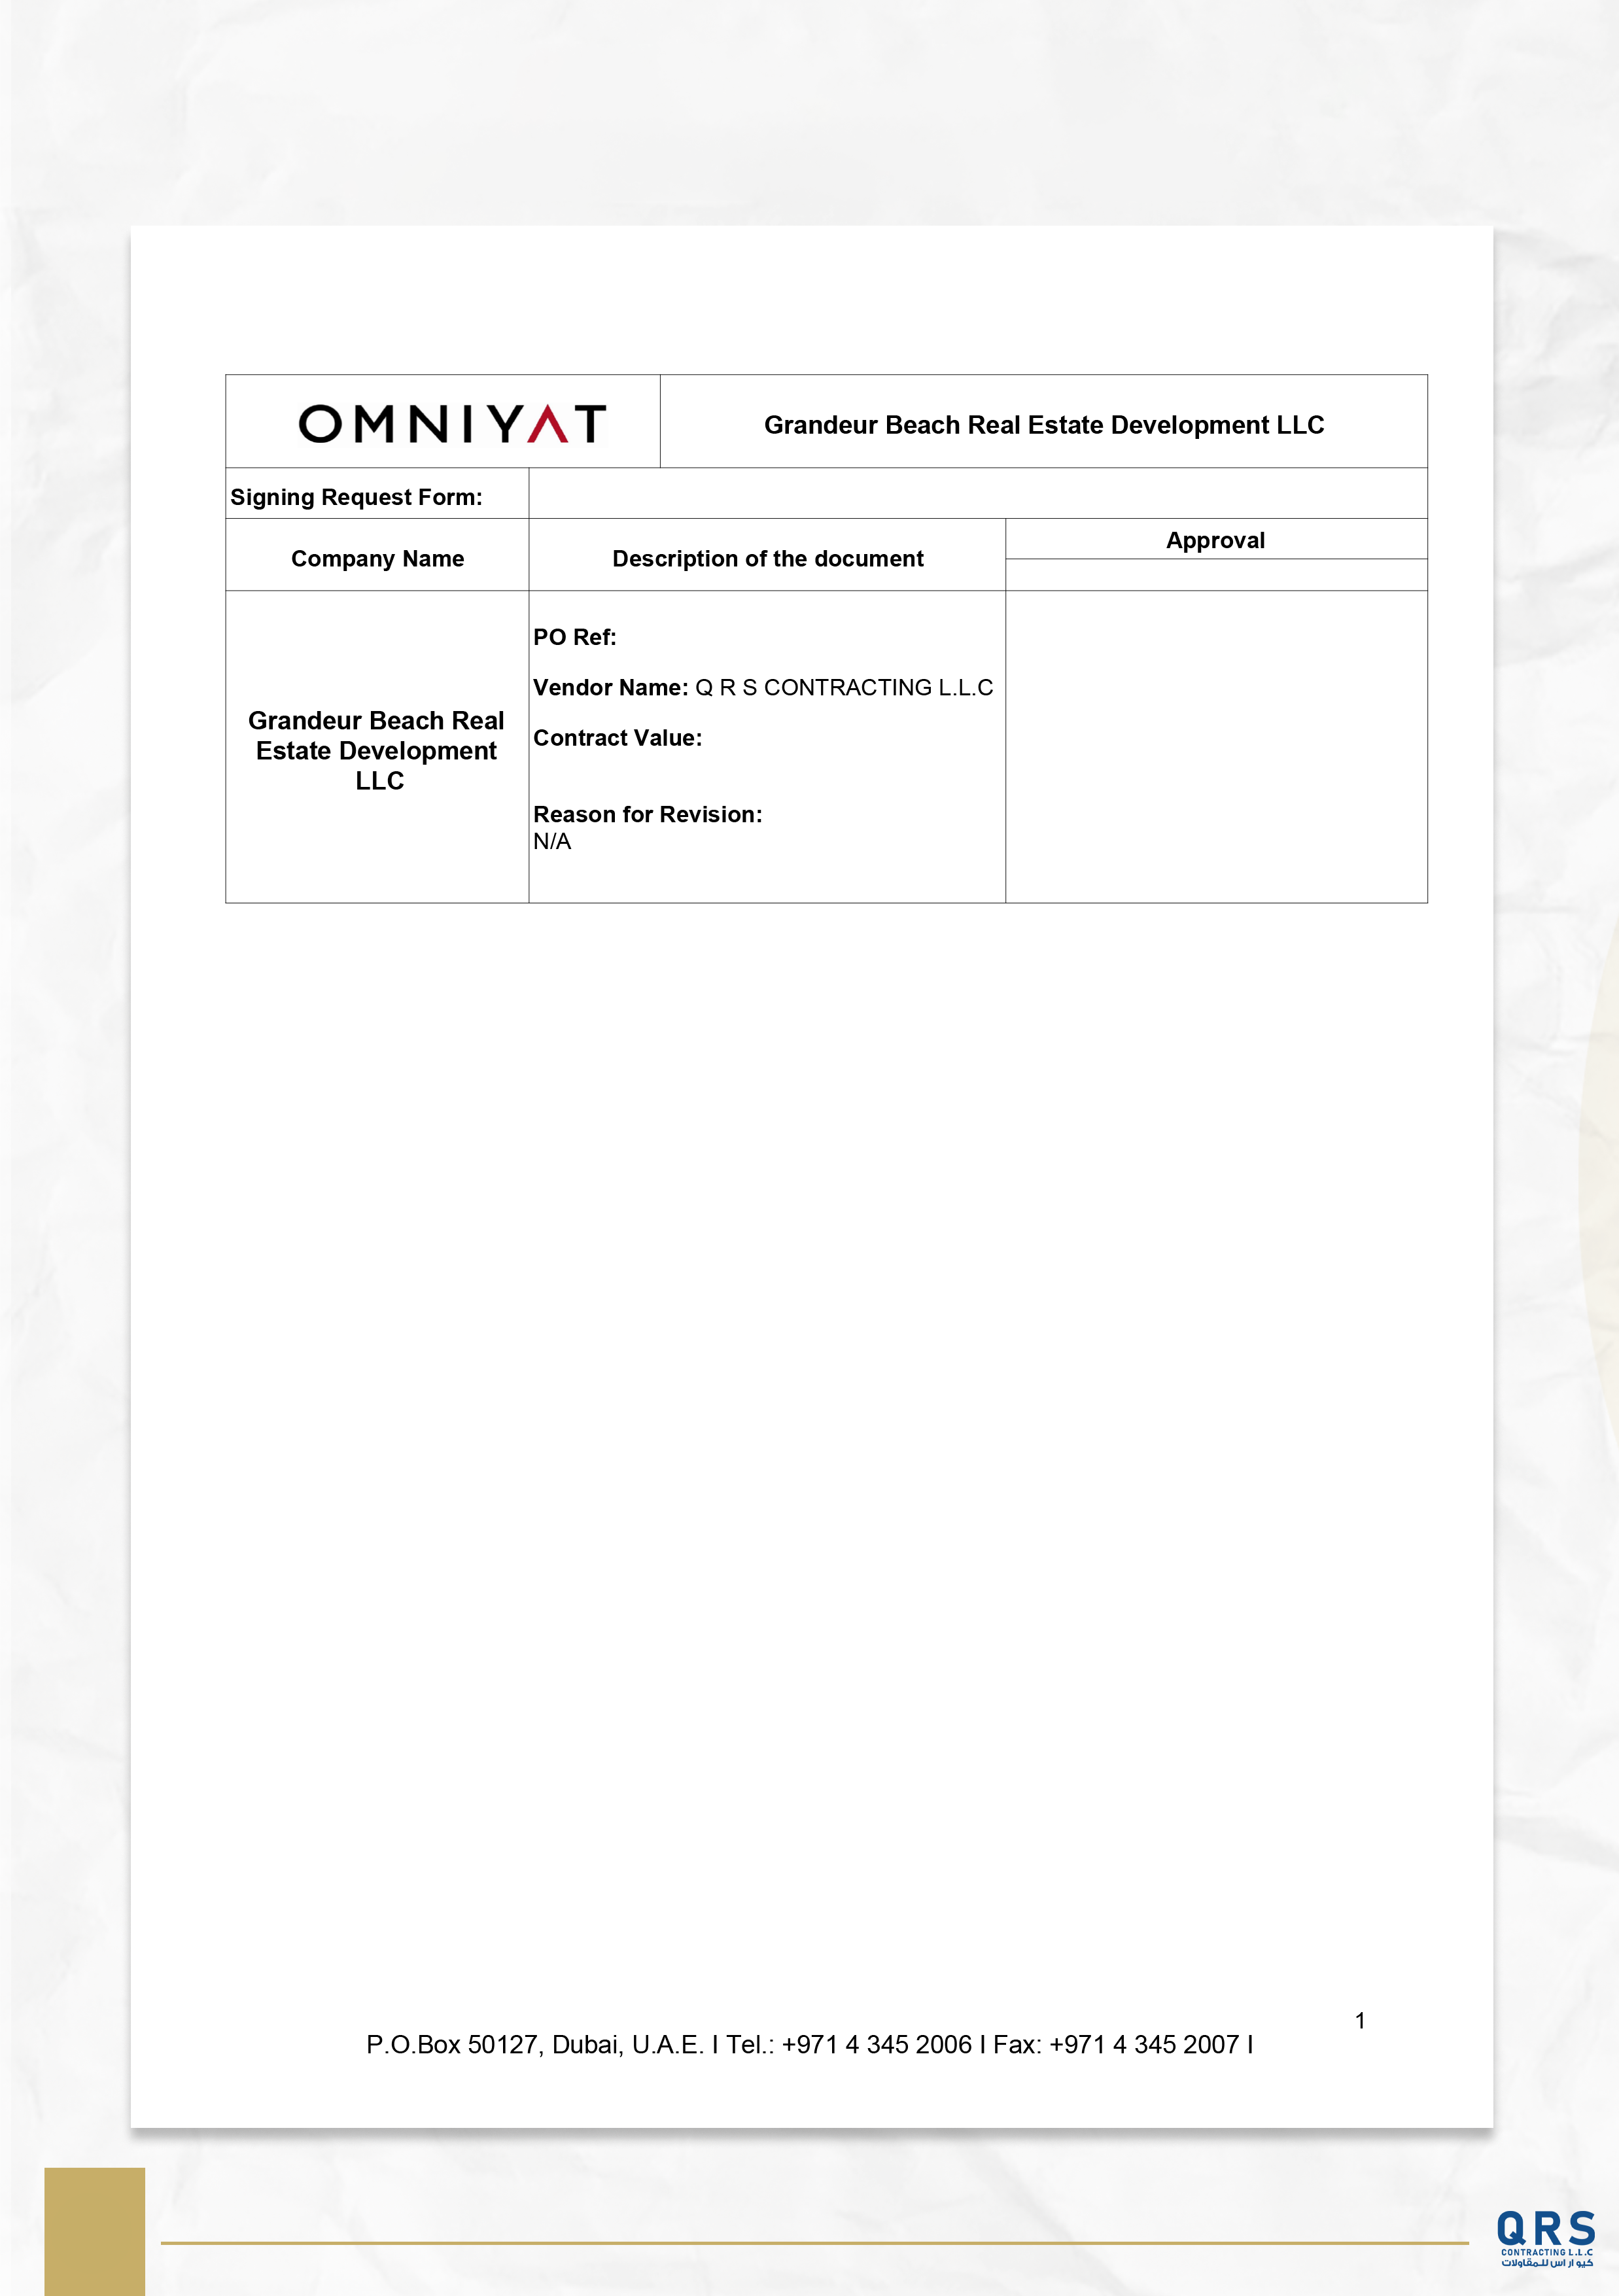 OMNIYAT
Grandeur Beach Real Estate Development LLC
Signing Request Form:
Company Name
Description of the document
Approval
Grandeur Beach Real
Estate Development
LLC
PO Ref:
Vendor Name: Q R S CONTRACTING L.L.C
Contract Value:
Reason for Revision:
N/A
1
P.O.Box 50127, Dubai, U.A.E. I Tel.: +971 4 345 2006 I Fax: +971 4 345 2007 I
QRS
CONTRACTING L.L.C
كيو ار اس للمقاولات